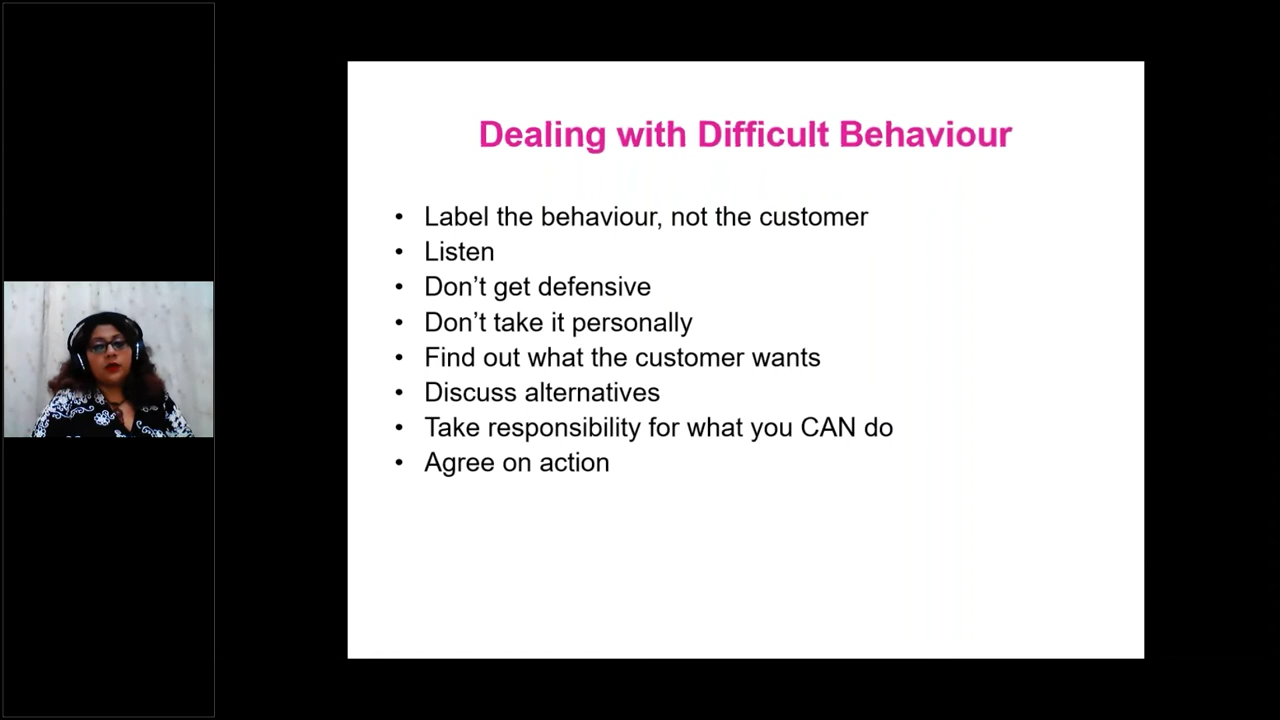 Dealing with Difficult Behaviour
• Label the behaviour, not the customer
• Listen
• Don’t get defensive
• Don’t take it personally
• Find out what the customer wants
• Discuss alternatives
• Take responsibility for what you CAN do
• Agree on action